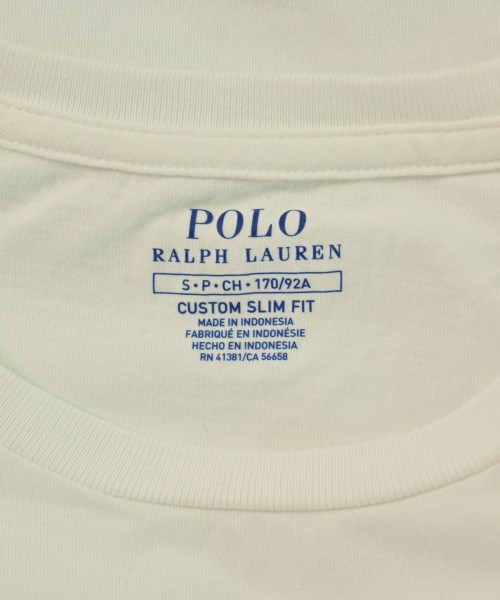 POLO
RALPH LAUREN
S•P•CH•170/92A
CUSTOM SLIM FIT
MADE IN INDONESIA
FABRIQUÉ EN INDONÉSIE
HECHO EN INDONESIA
RN 41381/CA 56658